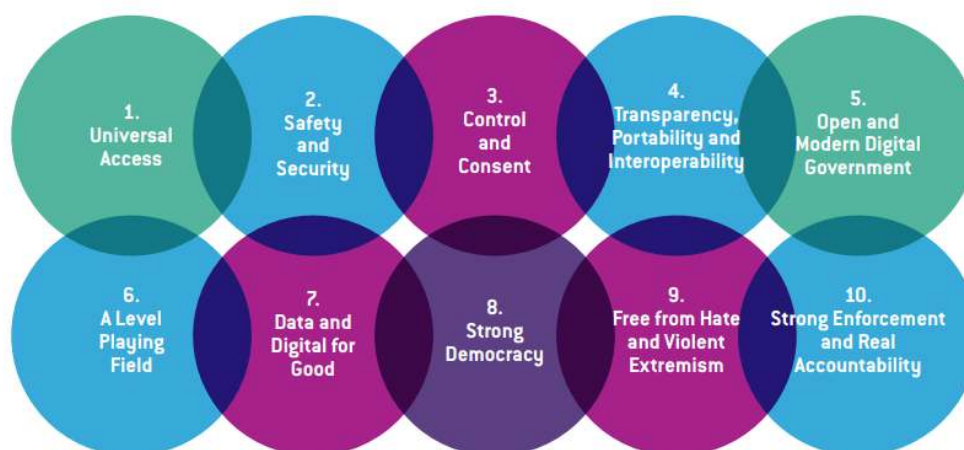 1.
Universal
Access
2.
Safety
and
Security
3.
Control
and
Consent
4.
Transparency,
Portability and
Interoperability
5.
Open and
Modern Digital
Government
6.
A Level
Playing
Field
7.
Data and
Digital for
Good
8.
Strong
Democracy
9.
Free from Hate
and Violent
Extremism
10.
Strong Enforcement
and Real
Accountability